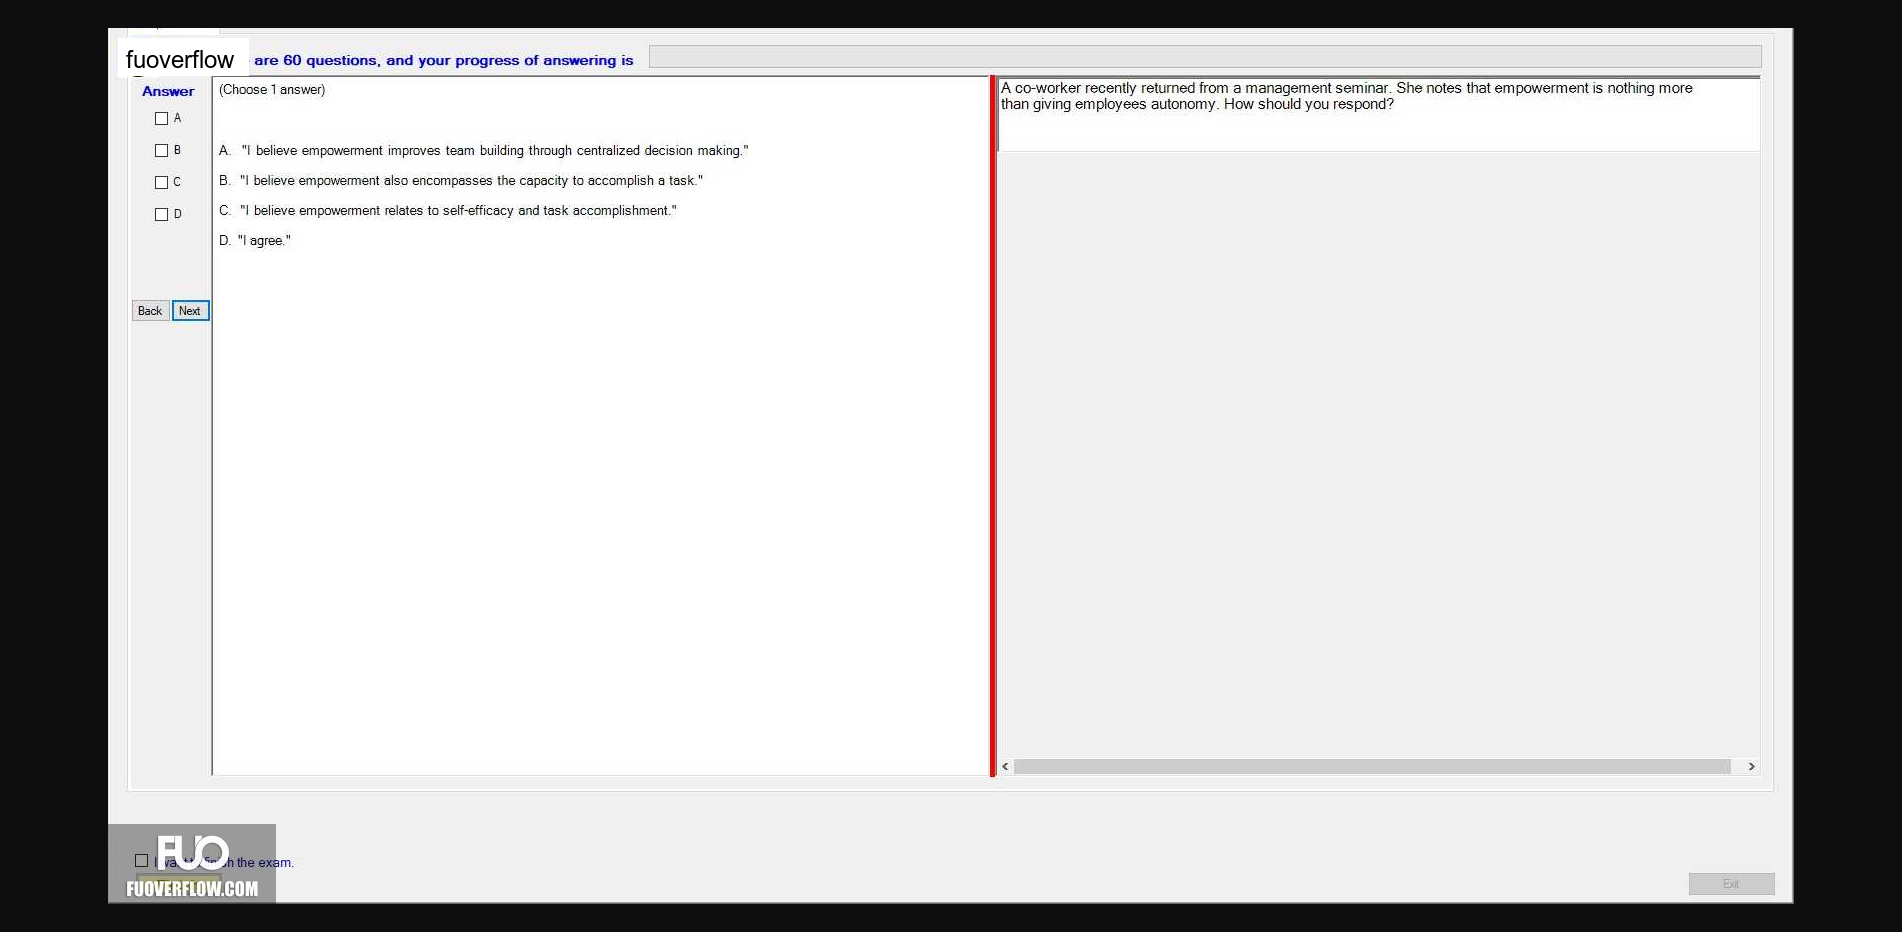 fuoverflow
are 60 questions, and your progress of answering is
Answer
A
B
C
D
Back
Next
(Choose 1 answer)
A. "I believe empowerment improves team building through centralized decision making."
B. "I believe empowerment also encompasses the capacity to accomplish a task."
C. "I believe empowerment relates to self-efficacy and task accomplishment."
D. "I agree."
A co-worker recently returned from a management seminar. She notes that empowerment is nothing more
than giving employees autonomy. How should you respond?
FUO
I want to finish the exam.
FUOVERFLOW.COM
Exit